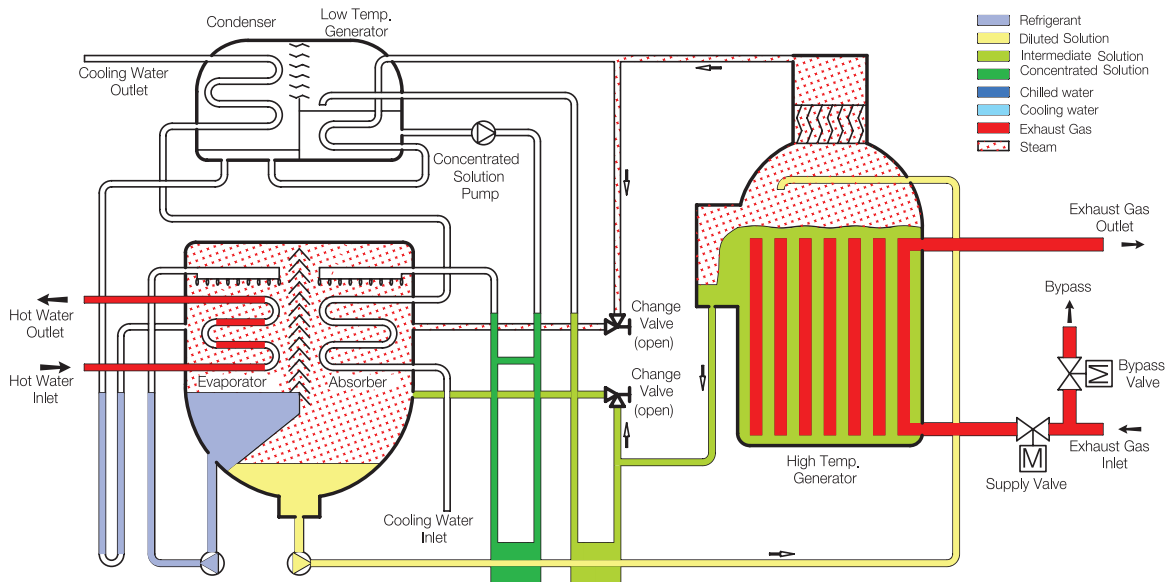 Condenser
Low Temp.
Generator
Cooling Water
Outlet
Concentrated
Solution
Pump
Refrigerant
Diluted Solution
Intermediate Solution
Concentrated Solution
Chilled water
Cooling water
Exhaust Gas
Steam
Exhaust Gas
Outlet
Hot Water
Outlet
Hot Water
Inlet
Evaporator
Absorber
Change
Valve
(open)
Change
Valve
(open)
Bypass
Bypass
Valve
M
Exhaust Gas
Inlet
M
Supply Valve
High Temp.
Generator
Cooling Water
Inlet